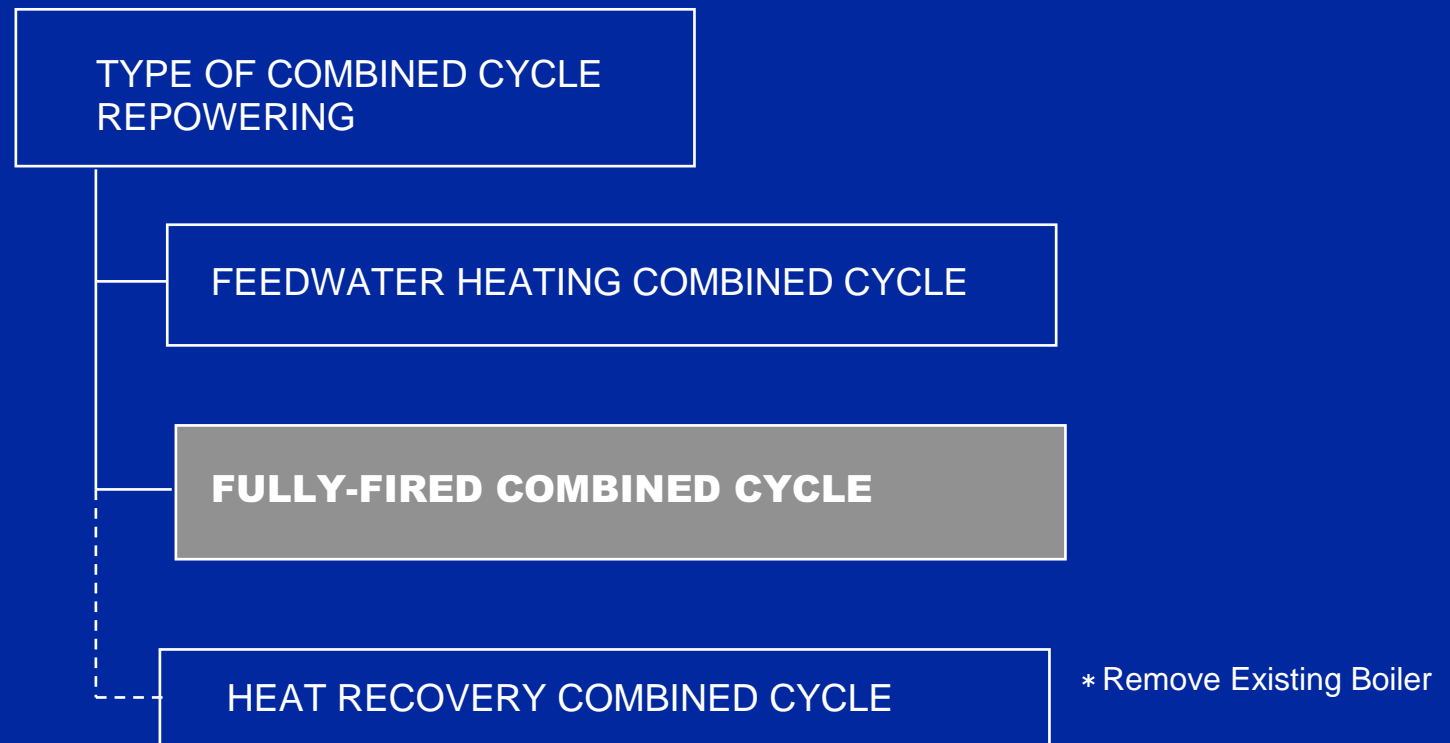 TYPE OF COMBINED CYCLE
REPOWERING
FEEDWATER HEATING COMBINED CYCLE
FULLY-FIRED COMBINED CYCLE
HEAT RECOVERY COMBINED CYCLE
* Remove Existing Boiler